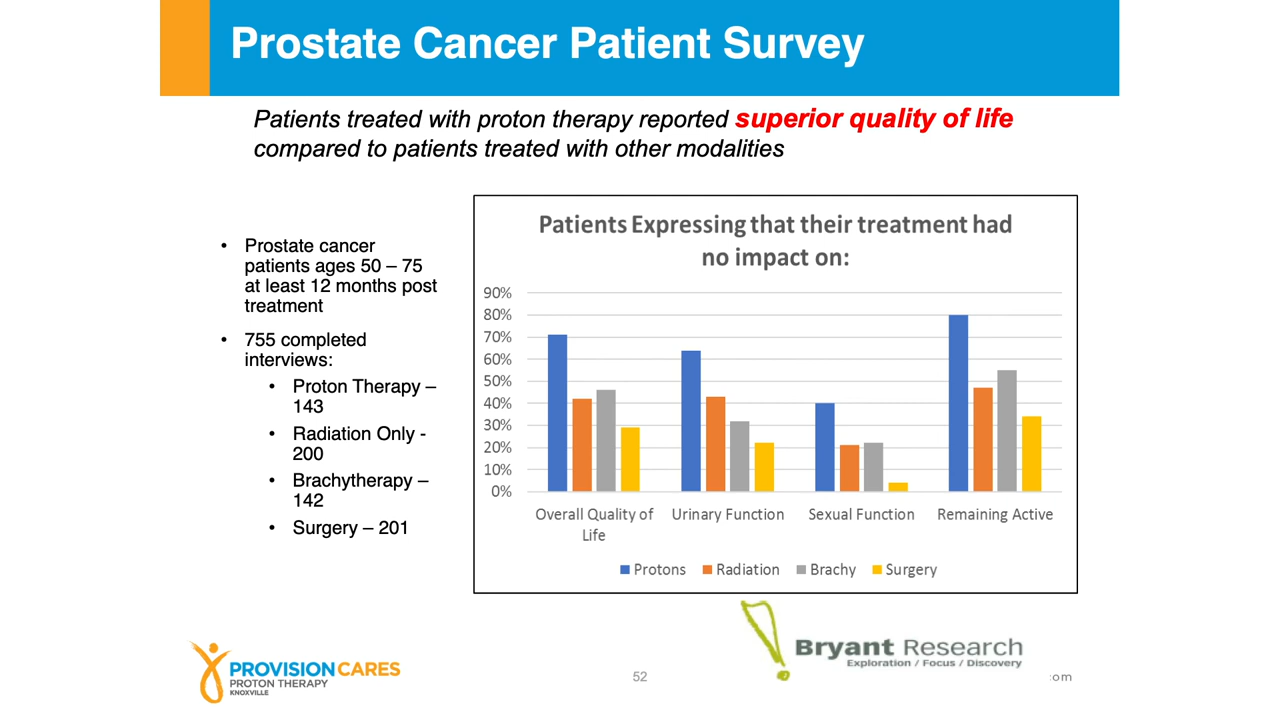 Prostate Cancer Patient Survey
Patients treated with proton therapy reported superior quality of life
compared to patients treated with other modalities
• Prostate cancer
patients ages 50 – 75
at least 12 months post
treatment
• 755 completed
interviews:
• Proton Therapy –
143
• Radiation Only -
200
• Brachytherapy –
142
• Surgery – 201
Patients Expressing that their treatment had
no impact on:
90%
80%
70%
60%
50%
40%
30%
20%
10%
0%
Overall Quality of
Life
Urinary Function
Sexual Function
Remaining Active
Protons
Radiation
Brachy
Surgery
PROVISION CARES
PROTON THERAPY
KNOXVILLE
52
Bryant Research
Exploration / Focus / Discovery